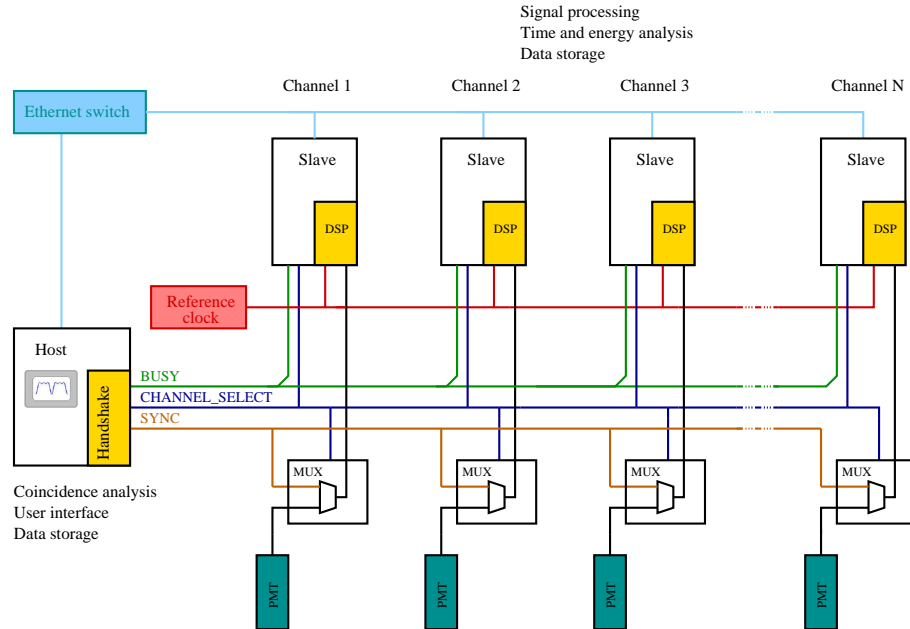 Signal processing
Time and energy analysis
Data storage
Channel 1
Channel 2
Channel 3
Channel N
Ethernet switch
Slave
Slave
Slave
Slave
DSP
DSP
DSP
DSP
Reference
clock
Host
Handshake
BUSY
CHANNEL_SELECT
SYNC
MUX
MUX
MUX
MUX
Coincidence analysis
User interface
Data storage
PMT
PMT
PMT
PMT